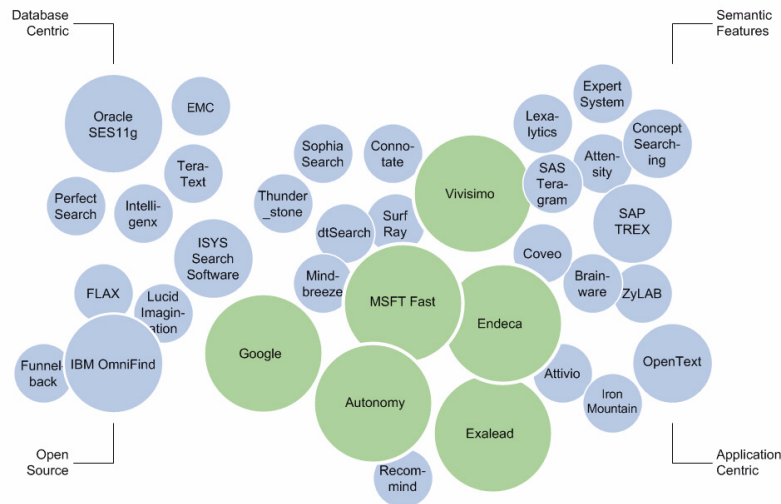 Database
Centric
Semantic
Features
Oracle
SES11g
EMC
Expert
System
Lexa-
lytics
Concept
Search-
ing
Sophia
Search
Conno-
tate
Atten-
sity
SAS
Tera-
gram
Tera-
Text
Vivisimo
Perfect
Search
Intelli-
genx
Thunder
_stone
dtSearch
Surf
Ray
SAP
TREX
ISYS
Search
Software
Coveo
Mind-
breeze
Brain-
ware
ZyLAB
FLAX
Lucid
Imagin-
ation
MSFT Fast
Endeca
Google
IBM OmniFind
Funnel-
back
OpenText
Attivio
Iron
Mountain
Autonomy
Exalead
Open
Source
Recom-
mind
Application
Centric